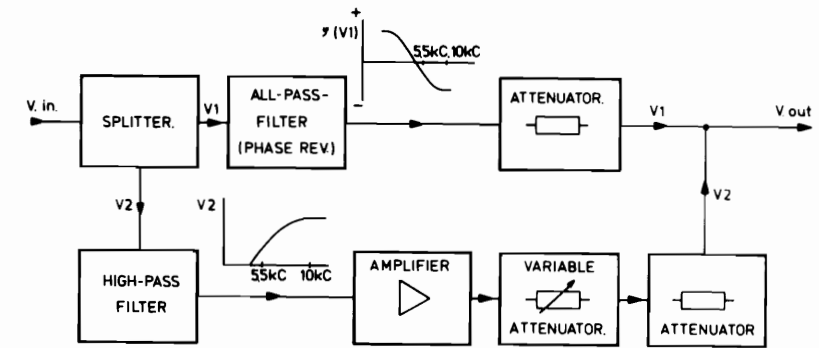 +
φ (V1)
5,5kC, 10kC
−
V. in.
SPLITTER.
V1
ALL-PASS-
FILTER
(PHASE REV.)
ATTENUATOR.
V1
V out
V2
V2
5,5kC
10kC
V2
HIGH-PASS
FILTER
AMPLIFIER
VARIABLE
ATTENUATOR.
ATTENUATOR